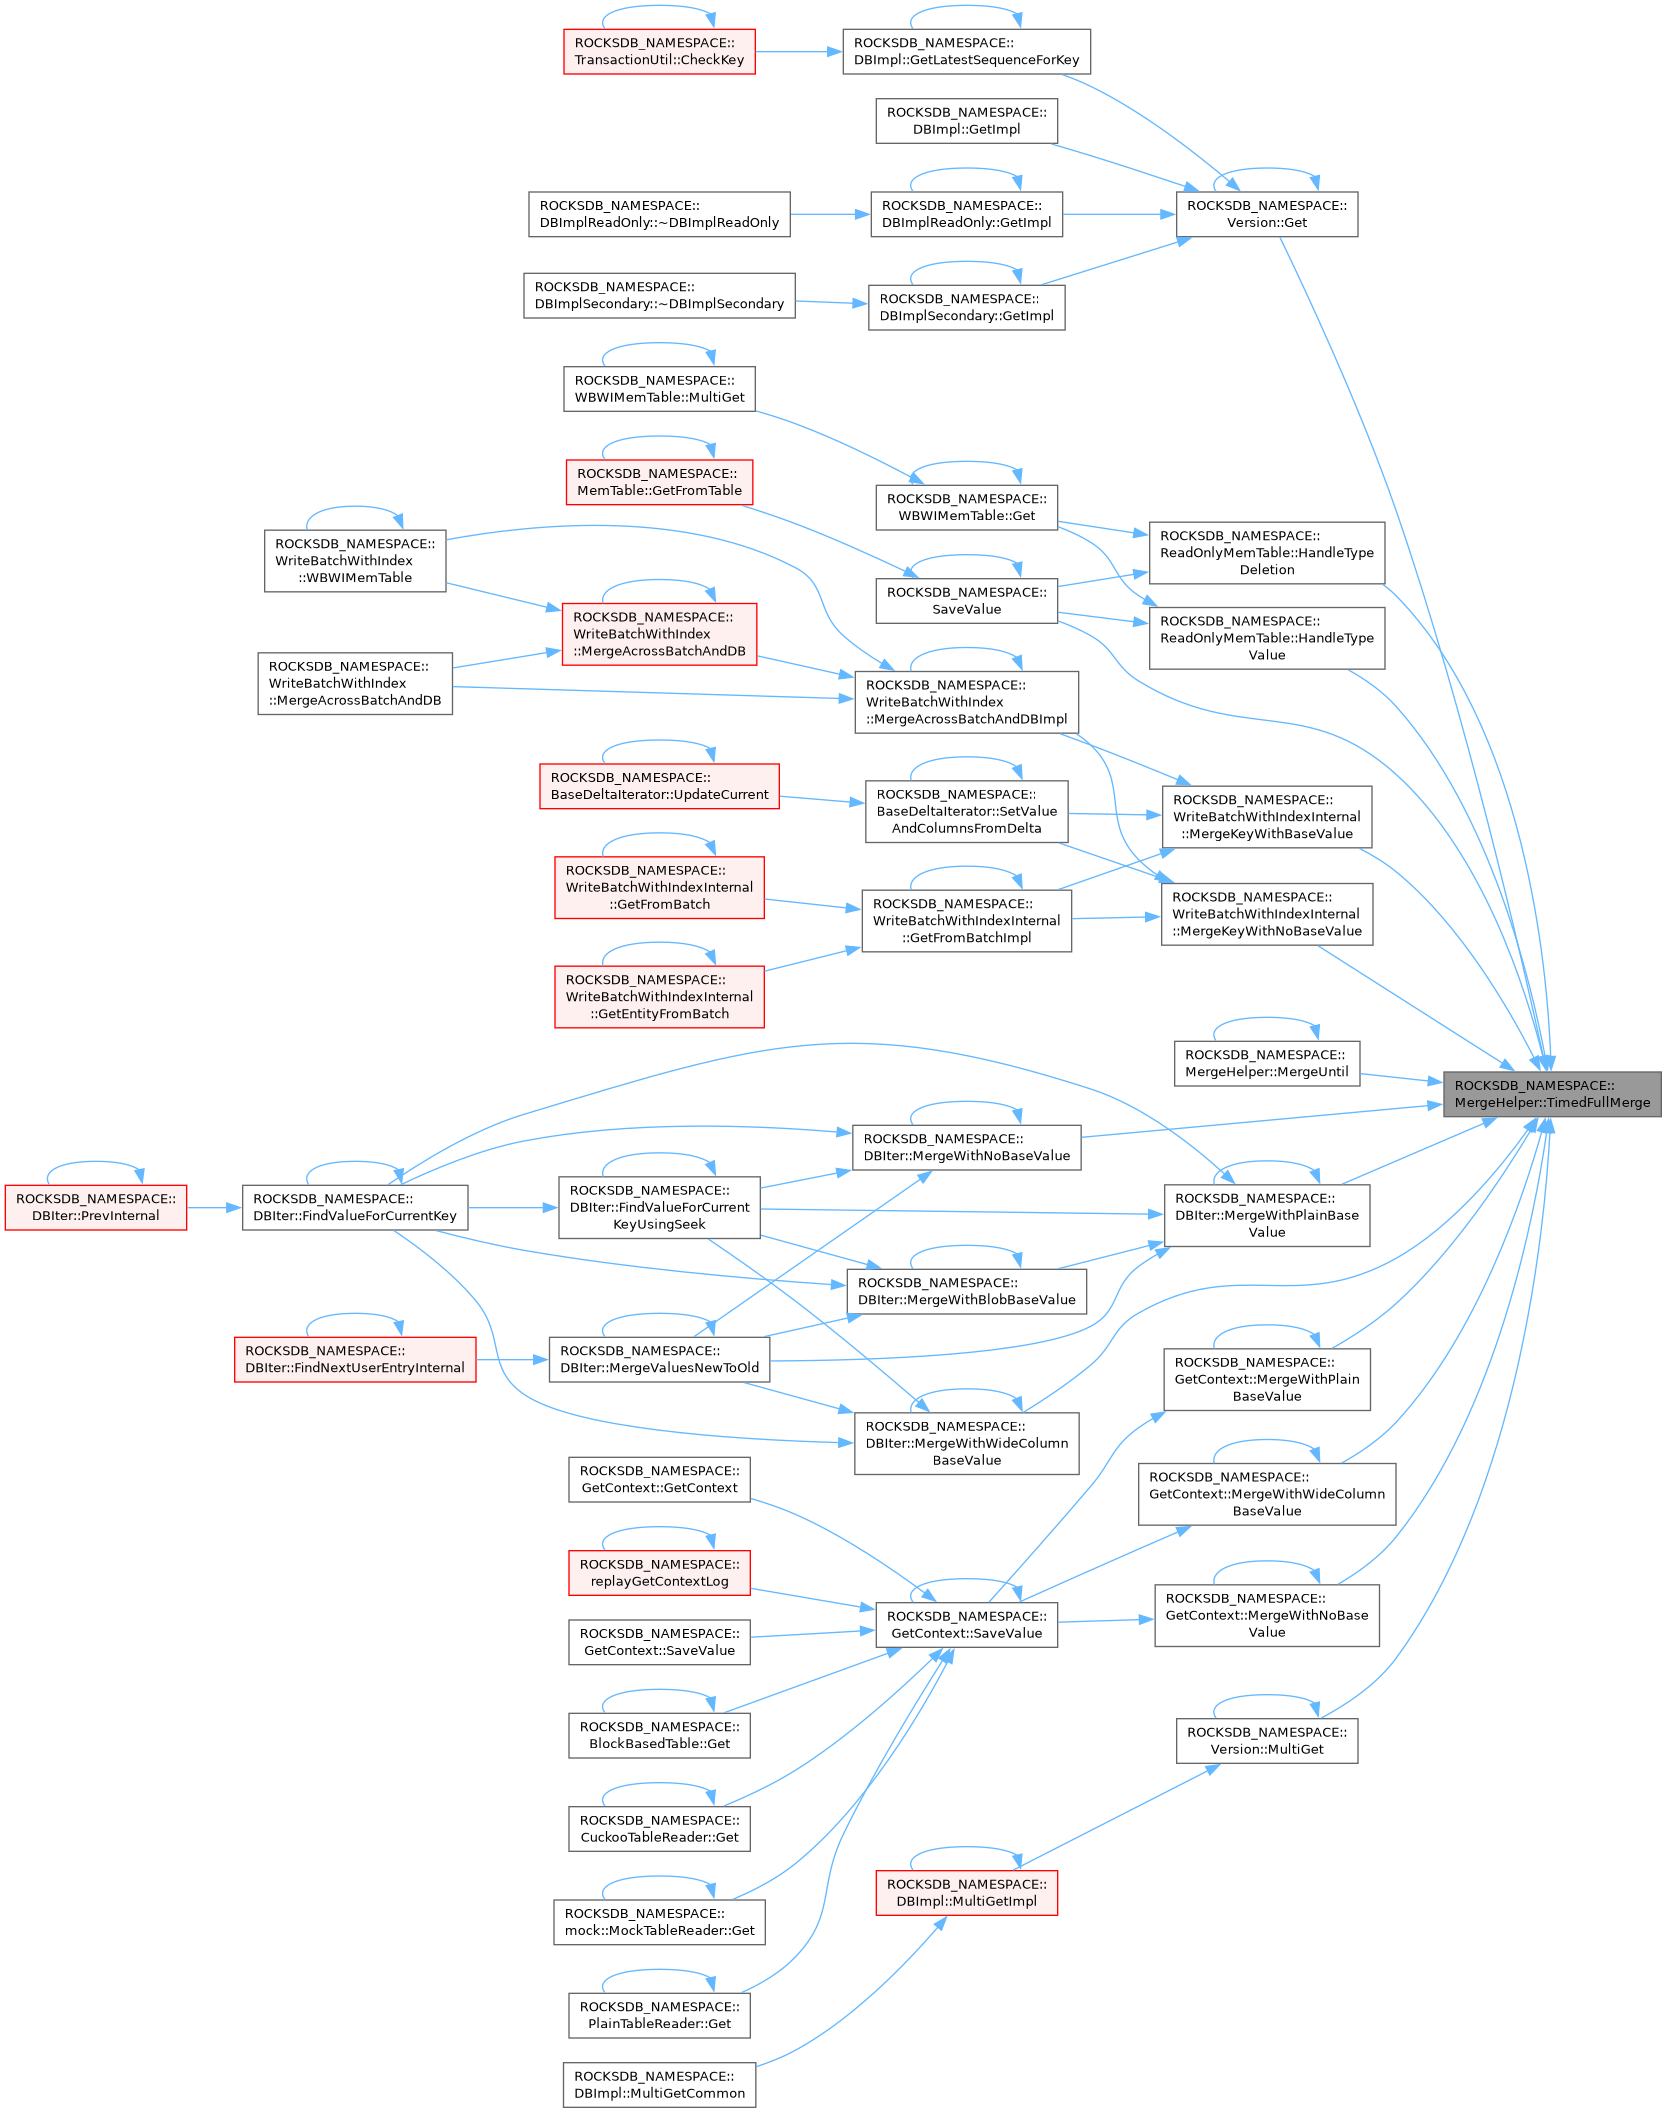 ROCKSDB_NAMESPACE::
TransactionUtil::CheckKey
ROCKSDB_NAMESPACE::
DBImpl::GetLatestSequenceForKey
ROCKSDB_NAMESPACE::
DBImpl::GetImpl
ROCKSDB_NAMESPACE::
DBImplReadOnly::~DBImplReadOnly
ROCKSDB_NAMESPACE::
DBImplReadOnly::GetImpl
ROCKSDB_NAMESPACE::
Version::Get
ROCKSDB_NAMESPACE::
DBImplSecondary::~DBImplSecondary
ROCKSDB_NAMESPACE::
DBImplSecondary::GetImpl
ROCKSDB_NAMESPACE::
WBWIMemTable::MultiGet
ROCKSDB_NAMESPACE::
MemTable::GetFromTable
ROCKSDB_NAMESPACE::
WBWIMemTable::Get
ROCKSDB_NAMESPACE::
WriteBatchWithIndex
::WBWIMemTable
ROCKSDB_NAMESPACE::
ReadOnlyMemTable::HandleType
Deletion
ROCKSDB_NAMESPACE::
SaveValue
ROCKSDB_NAMESPACE::
WriteBatchWithIndex
::MergeAcrossBatchAndDB
ROCKSDB_NAMESPACE::
ReadOnlyMemTable::HandleType
Value
ROCKSDB_NAMESPACE::
WriteBatchWithIndex
::MergeAcrossBatchAndDB
ROCKSDB_NAMESPACE::
WriteBatchWithIndex
::MergeAcrossBatchAndDBImpl
ROCKSDB_NAMESPACE::
BaseDeltaIterator::UpdateCurrent
ROCKSDB_NAMESPACE::
BaseDeltaIterator::SetValue
AndColumnsFromDelta
ROCKSDB_NAMESPACE::
WriteBatchWithIndexInternal
::MergeKeyWithBaseValue
ROCKSDB_NAMESPACE::
WriteBatchWithIndexInternal
::GetFromBatch
ROCKSDB_NAMESPACE::
WriteBatchWithIndexInternal
::GetFromBatchImpl
ROCKSDB_NAMESPACE::
WriteBatchWithIndexInternal
::MergeKeyWithNoBaseValue
ROCKSDB_NAMESPACE::
WriteBatchWithIndexInternal
::GetEntityFromBatch
ROCKSDB_NAMESPACE::
MergeHelper::MergeUntil
ROCKSDB_NAMESPACE::
MergeHelper::TimedFullMerge
ROCKSDB_NAMESPACE::
DBIter::MergeWithNoBaseValue
ROCKSDB_NAMESPACE::
DBIter::PrevInternal
ROCKSDB_NAMESPACE::
DBIter::FindValueForCurrentKey
ROCKSDB_NAMESPACE::
DBIter::FindValueForCurrent
KeyUsingSeek
ROCKSDB_NAMESPACE::
DBIter::MergeWithPlainBase
Value
ROCKSDB_NAMESPACE::
DBIter::MergeWithBlobBaseValue
ROCKSDB_NAMESPACE::
DBIter::FindNextUserEntryInternal
ROCKSDB_NAMESPACE::
DBIter::MergeValuesNewToOld
ROCKSDB_NAMESPACE::
GetContext::MergeWithPlain
BaseValue
ROCKSDB_NAMESPACE::
DBIter::MergeWithWideColumn
BaseValue
ROCKSDB_NAMESPACE::
GetContext::GetContext
ROCKSDB_NAMESPACE::
GetContext::MergeWithWideColumn
BaseValue
ROCKSDB_NAMESPACE::
replayGetContextLog
ROCKSDB_NAMESPACE::
GetContext::SaveValue
ROCKSDB_NAMESPACE::
GetContext::MergeWithNoBase
Value
ROCKSDB_NAMESPACE::
GetContext::SaveValue
ROCKSDB_NAMESPACE::
BlockBasedTable::Get
ROCKSDB_NAMESPACE::
Version::MultiGet
ROCKSDB_NAMESPACE::
CuckooTableReader::Get
ROCKSDB_NAMESPACE::
DBImpl::MultiGetImpl
ROCKSDB_NAMESPACE::
mock::MockTableReader::Get
ROCKSDB_NAMESPACE::
PlainTableReader::Get
ROCKSDB_NAMESPACE::
DBImpl::MultiGetCommon